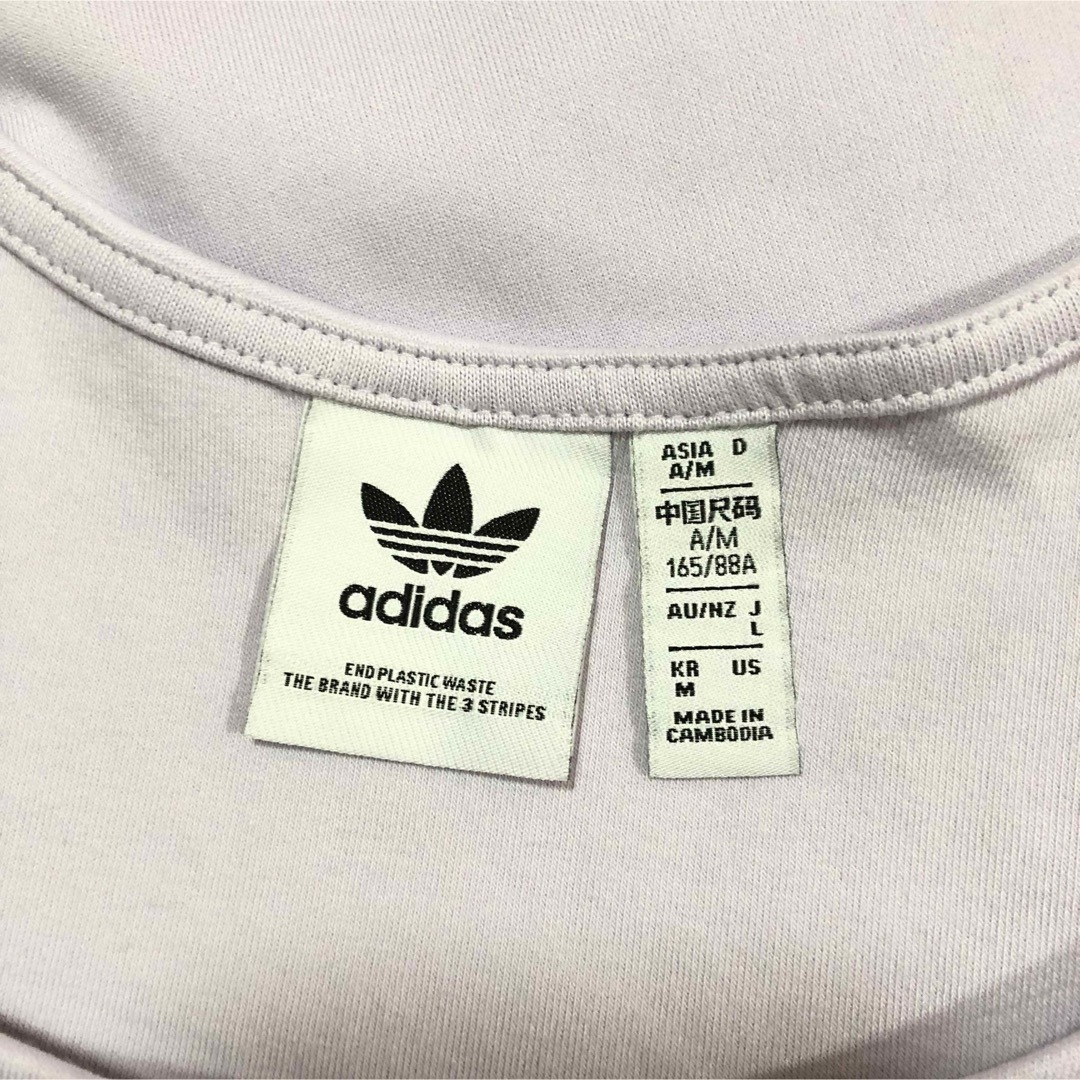 adidas
END PLASTIC WASTE
THE BRAND WITH THE 3 STRIPES
ASIA D
A/M
中国尺码
A/M
165/88A
AU/NZ J
L
KR US
M
MADE IN
CAMBODIA